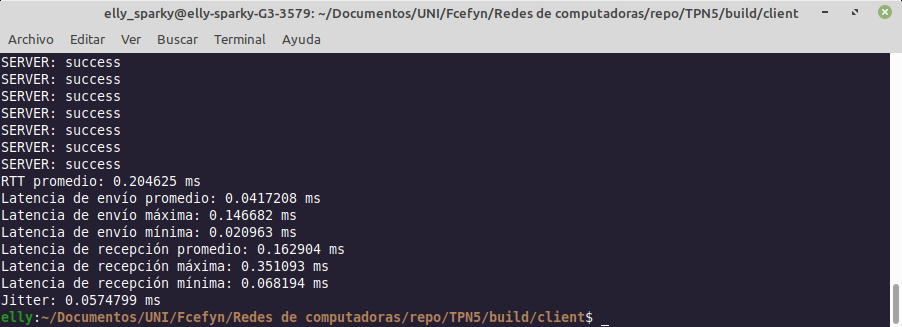 elly_sparky@elly-sparky-G3-3579: ~/Documentos/UNI/Fcefyn/Redes de computadoras/repo/TPN5/build/client
Archivo Editar Ver Buscar Terminal Ayuda
SERVER: success
SERVER: success
SERVER: success
SERVER: success
SERVER: success
SERVER: success
SERVER: success
RTT promedio: 0.204625 ms
Latencia de envío promedio: 0.0417208 ms
Latencia de envío máxima: 0.146682 ms
Latencia de envío mínima: 0.020963 ms
Latencia de recepción promedio: 0.162904 ms
Latencia de recepción máxima: 0.351093 ms
Latencia de recepción mínima: 0.068194 ms
Jitter: 0.0574799 ms
elly:~/Documentos/UNI/Fcefyn/Redes de computadoras/repo/TPN5/build/client$ _